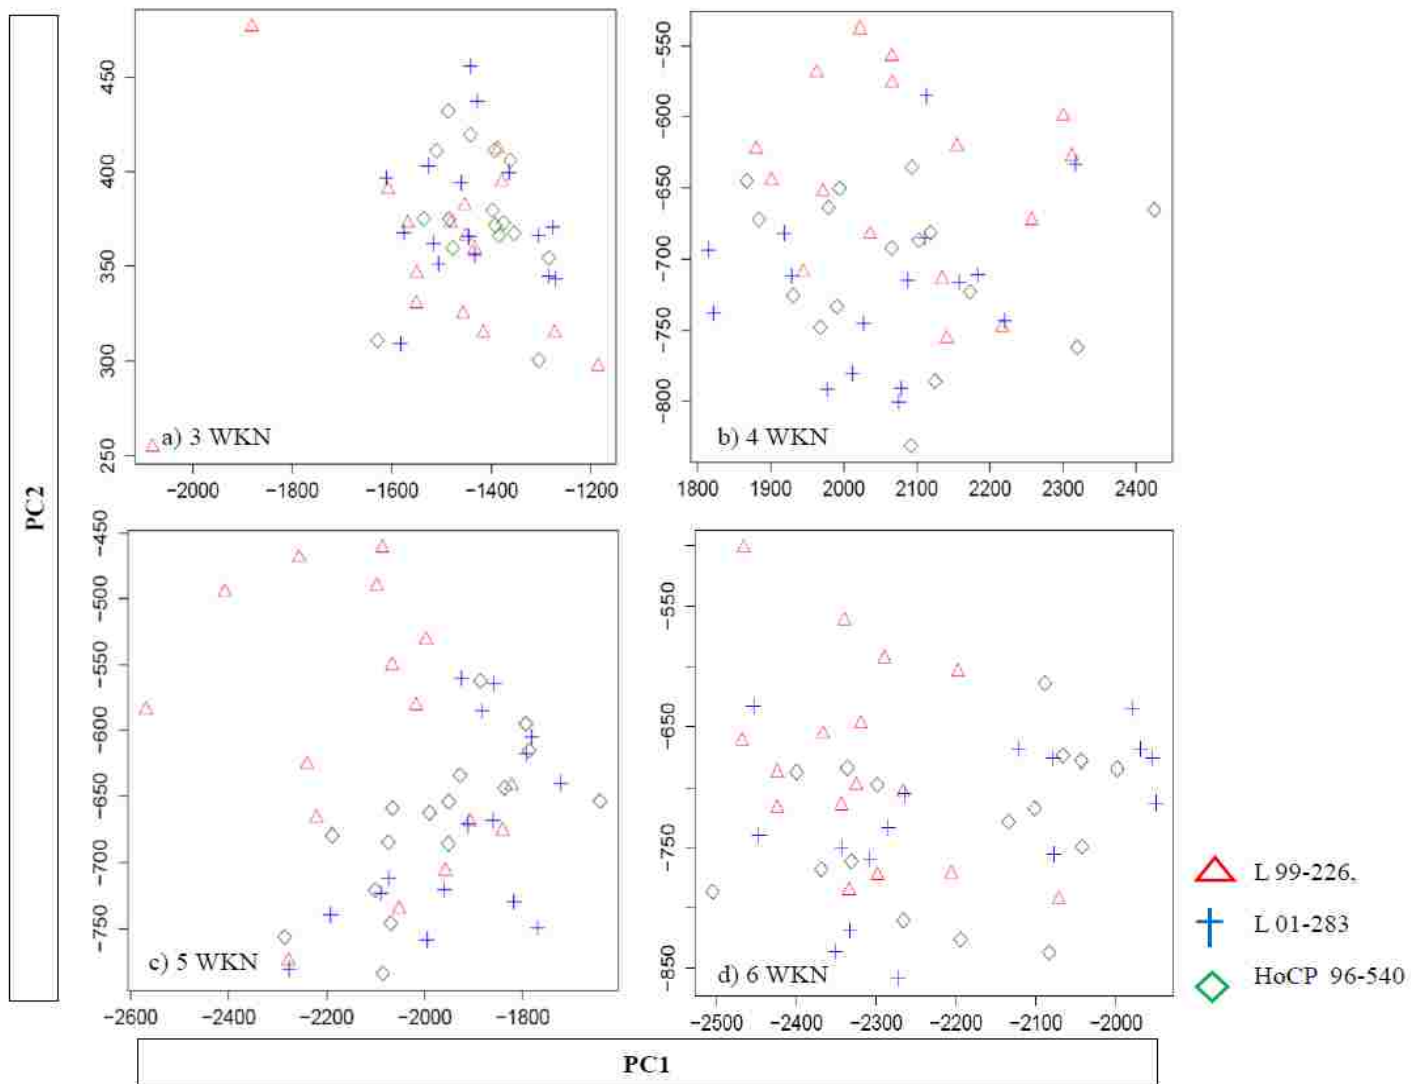 PC2
450
400
350
300
250
a) 3 WKN
−2000 −1800 −1600 −1400 −1200
−550
−600
−650
−700
−750
−800
b) 4 WKN
1800 1900 2000 2100 2200 2300 2400
−450
−500
−550
−600
−650
−700
−750
c) 5 WKN
−2600 −2400 −2200 −2000 −1800
−550
−650
−750
−850
d) 6 WKN
−2500 −2400 −2300 −2200 −2100 −2000
L 99-226,
L 01-283
HoCP 96-540
PC1